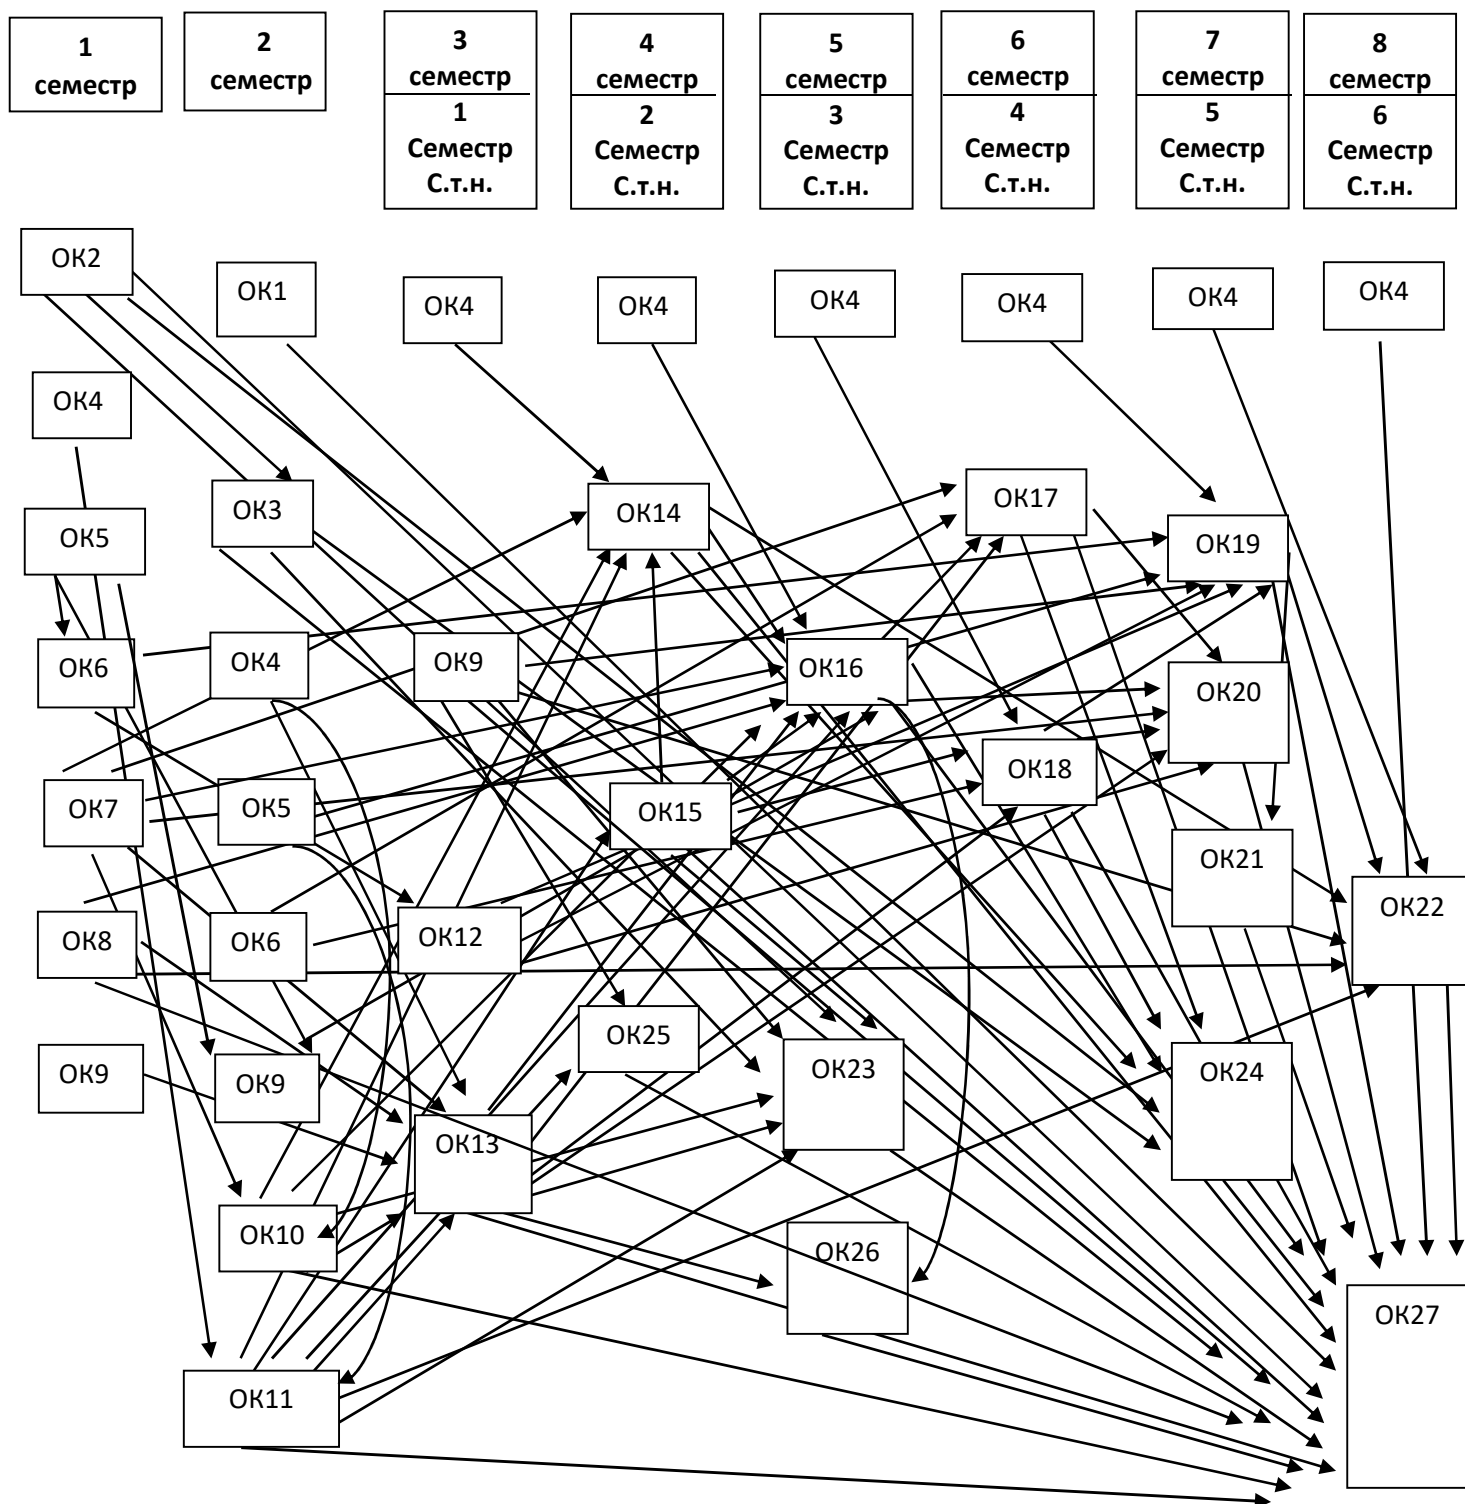 1
семестр
2
семестр
3
семестр
1
Семестр
С.т.н.
4
семестр
2
Семестр
С.т.н.
5
семестр
3
Семестр
С.т.н.
6
семестр
4
Семестр
С.т.н.
7
семестр
5
Семестр
С.т.н.
8
семестр
6
Семестр
С.т.н.
ОК2
ОК1
ОК4
ОК4
ОК4
ОК4
ОК4
ОК4
ОК4
ОК5
ОК3
ОК14
ОК17
ОК19
ОК6
ОК4
ОК9
ОК16
ОК20
ОК7
ОК5
ОК15
ОК18
ОК21
ОК8
ОК6
ОК12
ОК22
ОК9
ОК9
ОК25
ОК23
ОК24
ОК13
ОК10
ОК26
ОК27
ОК11